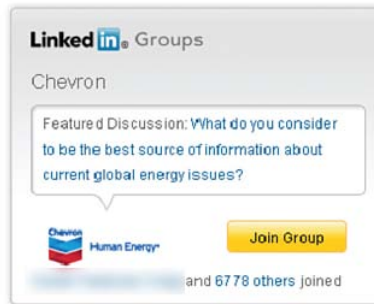 Linked in® Groups
Chevron
Featured Discussion: What do you consider
to be the best source of information about
current global energy issues?
Chevron
Human Energy®
Join Group
and 6778 others joined